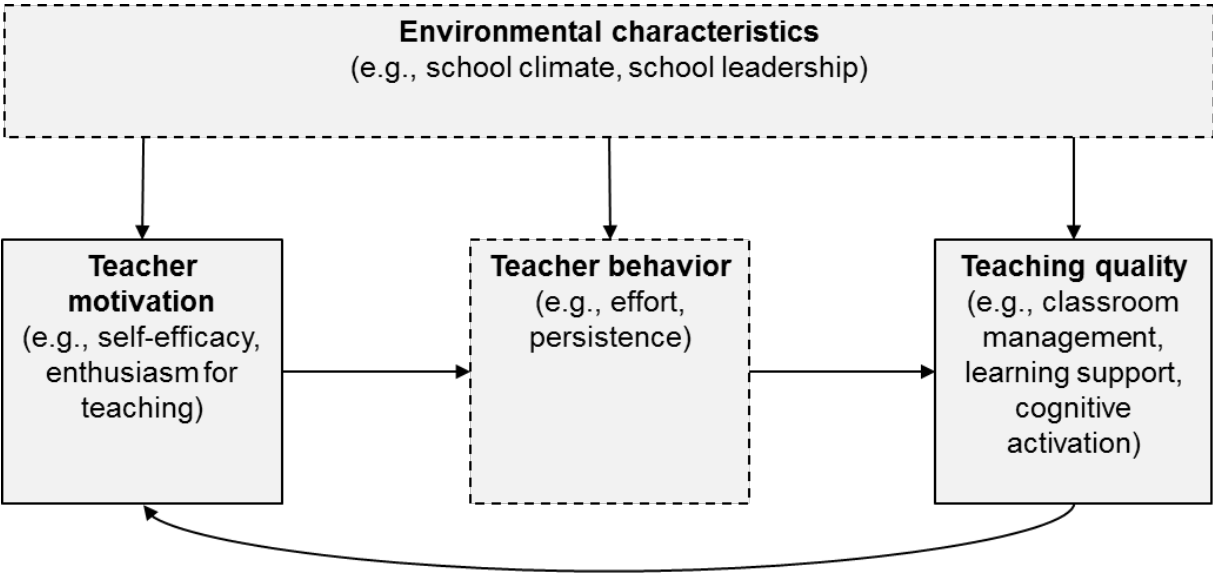 Environmental characteristics
(e.g., school climate, school leadership)
Teacher
motivation
(e.g., self-efficacy,
enthusiasm for
teaching)
Teacher behavior
(e.g., effort,
persistence)
Teaching quality
(e.g., classroom
management,
learning support,
cognitive
activation)